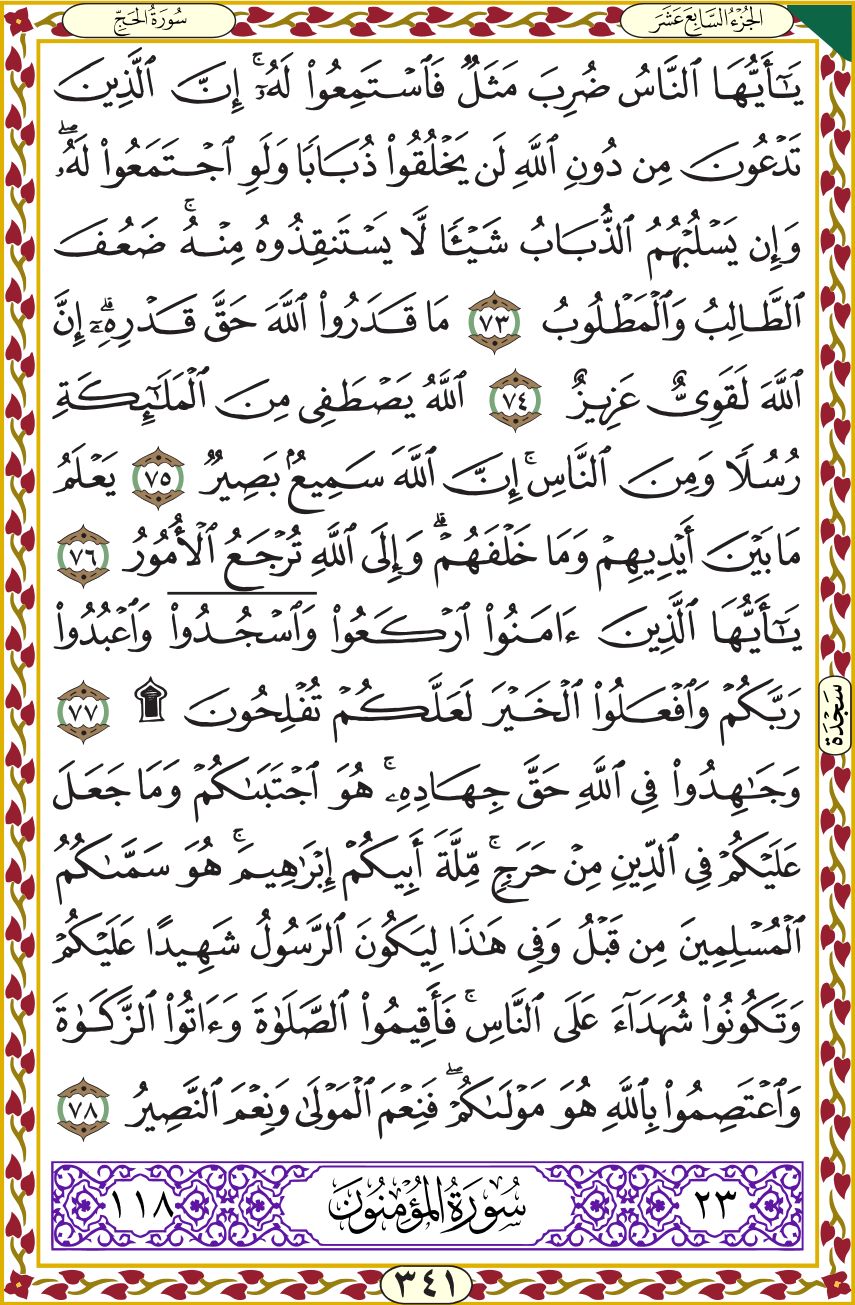 الجُزْءُ السَّابِعَ عَشَرَ
سُورَةُ الحَجِّ
يَـٰٓأَيُّهَا ٱلنَّاسُ ضُرِبَ مَثَلٌ فَٱسْتَمِعُوا۟ لَهُۥٓ ۚ إِنَّ ٱلَّذِينَ
تَدْعُونَ مِن دُونِ ٱللَّهِ لَن يَخْلُقُوا۟ ذُبَابًا وَلَوِ ٱجْتَمَعُوا۟ لَهُۥ ۖ
وَإِن يَسْلُبْهُمُ ٱلذُّبَابُ شَيْـًٔا لَّا يَسْتَنقِذُوهُ مِنْهُ ۚ ضَعُفَ
ٱلطَّالِبُ وَٱلْمَطْلُوبُ ٧٣ مَا قَدَرُوا۟ ٱللَّهَ حَقَّ قَدْرِهِۦٓ ۗ إِنَّ
ٱللَّهَ لَقَوِىٌّ عَزِيزٌ ٧٤ ٱللَّهُ يَصْطَفِى مِنَ ٱلْمَلَـٰٓئِكَةِ
رُسُلًا وَمِنَ ٱلنَّاسِ ۚ إِنَّ ٱللَّهَ سَمِيعٌۢ بَصِيرٌ ٧٥ يَعْلَمُ
مَا بَيْنَ أَيْدِيهِمْ وَمَا خَلْفَهُمْ ۗ وَإِلَى ٱللَّهِ تُرْجَعُ ٱلْأُمُورُ ٧٦
يَـٰٓأَيُّهَا ٱلَّذِينَ ءَامَنُوا۟ ٱرْكَعُوا۟ وَٱسْجُدُوا۟ وَٱعْبُدُوا۟
رَبَّكُمْ وَٱفْعَلُوا۟ ٱلْخَيْرَ لَعَلَّكُمْ تُفْلِحُونَ ۩ ٧٧
سَجْدَة
وَجَـٰهِدُوا۟ فِى ٱللَّهِ حَقَّ جِهَادِهِۦ ۚ هُوَ ٱجْتَبَىٰكُمْ وَمَا جَعَلَ
عَلَيْكُمْ فِى ٱلدِّينِ مِنْ حَرَجٍ ۚ مِّلَّةَ أَبِيكُمْ إِبْرَٰهِيمَ ۚ هُوَ سَمَّىٰكُمُ
ٱلْمُسْلِمِينَ مِن قَبْلُ وَفِى هَـٰذَا لِيَكُونَ ٱلرَّسُولُ شَهِيدًا عَلَيْكُمْ
وَتَكُونُوا۟ شُهَدَآءَ عَلَى ٱلنَّاسِ ۚ فَأَقِيمُوا۟ ٱلصَّلَوٰةَ وَءَاتُوا۟ ٱلزَّكَوٰةَ
وَٱعْتَصِمُوا۟ بِٱللَّهِ هُوَ مَوْلَىٰكُمْ ۖ فَنِعْمَ ٱلْمَوْلَىٰ وَنِعْمَ ٱلنَّصِيرُ ٧٨
٢٣ سُورَةُ المُؤْمِنُونَ ١١٨
٣٤١